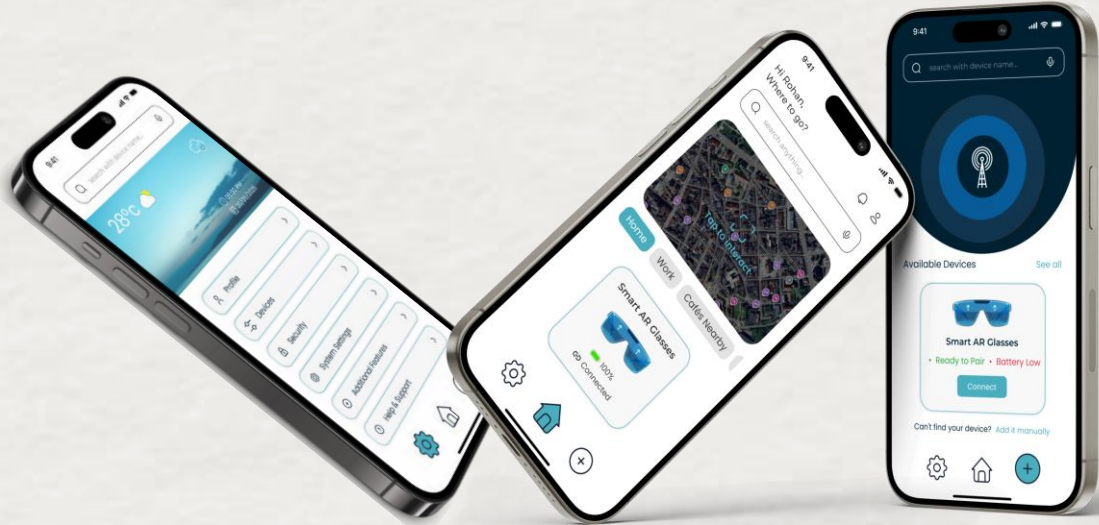 9:41
search with device name...
28°C
Profile
Devices
Security
System Settings
Additional Features
Help & Support
9:41
Hi Rohan,
Where to go?
search anything...
Tap to interact
Home
Work
Cafés Nearby
Smart AR Glasses
100%
Connected
9:41
search with device name...
Available Devices
See all
Smart AR Glasses
• Ready to Pair • Battery Low
Connect
Can't find your device? Add it manually